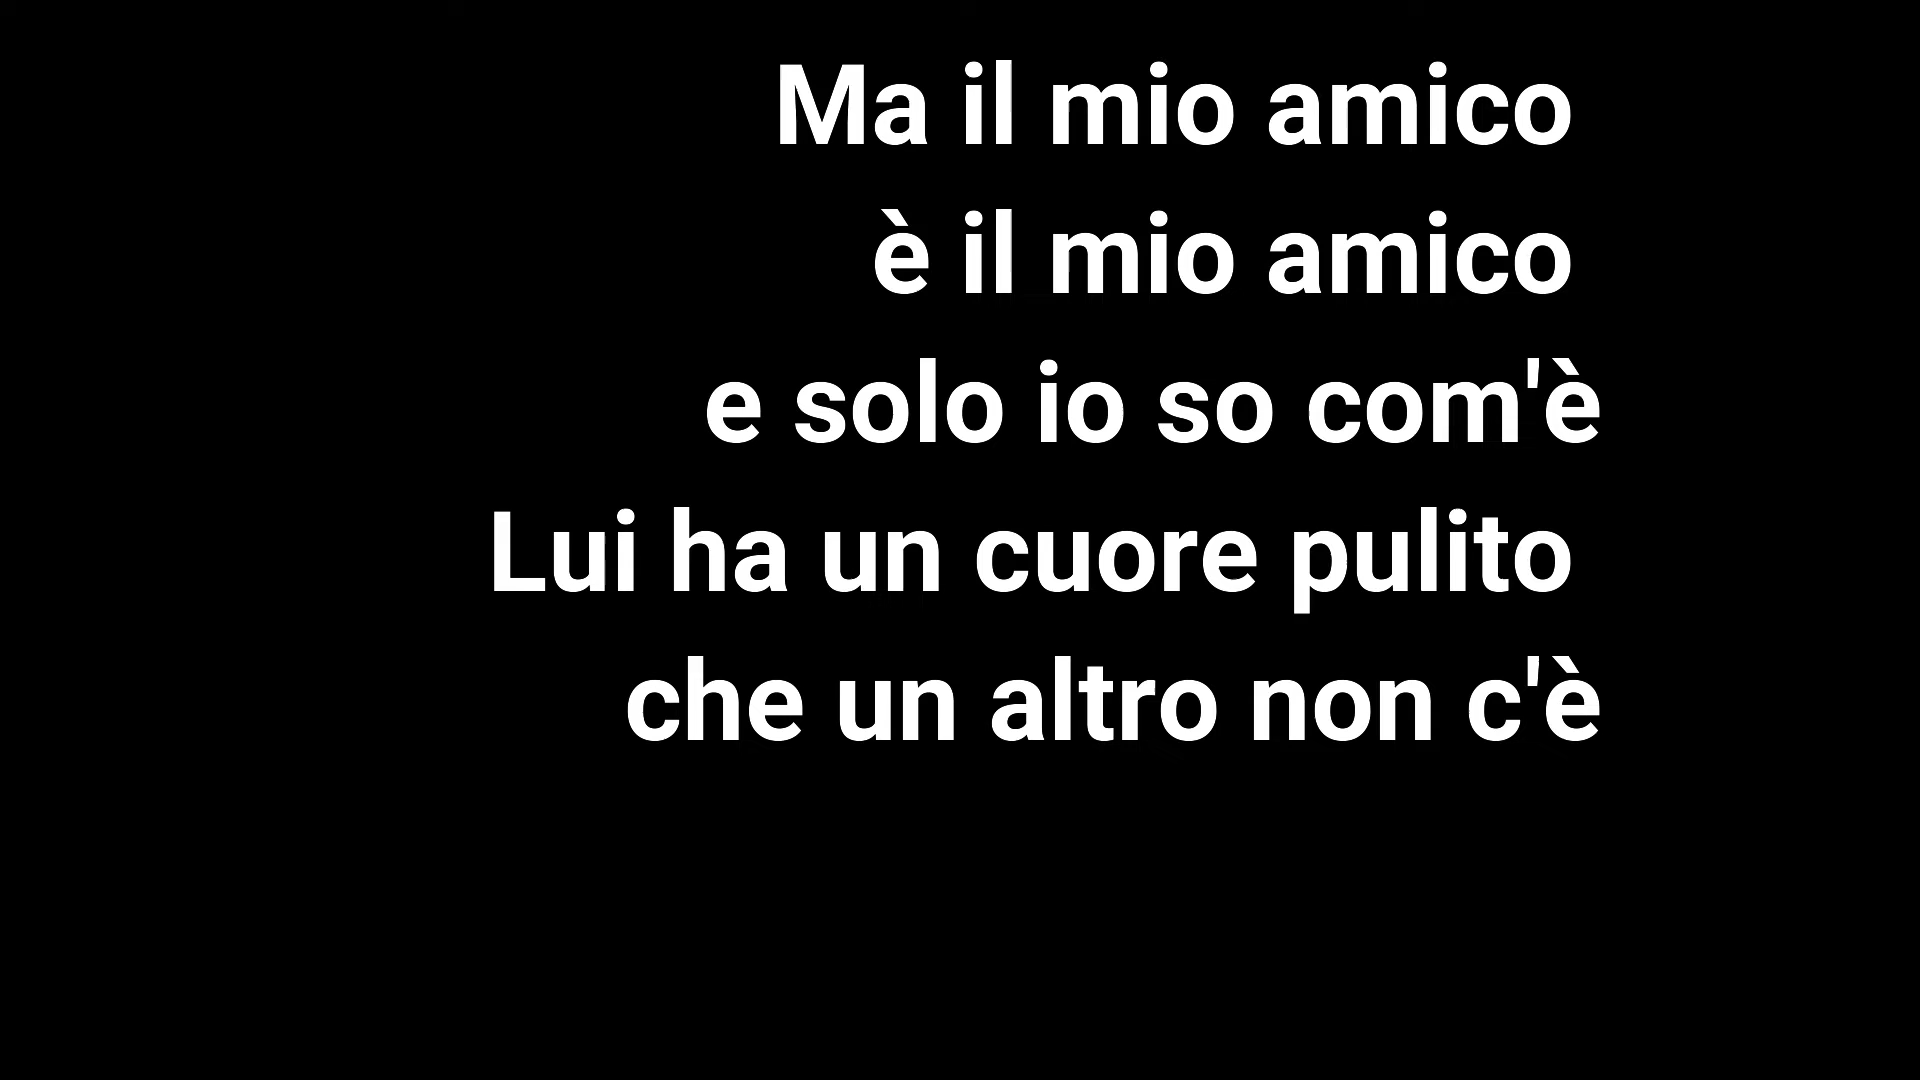 Ma il mio amico
è il mio amico
e solo io so com'è
Lui ha un cuore pulito
che un altro non c'è